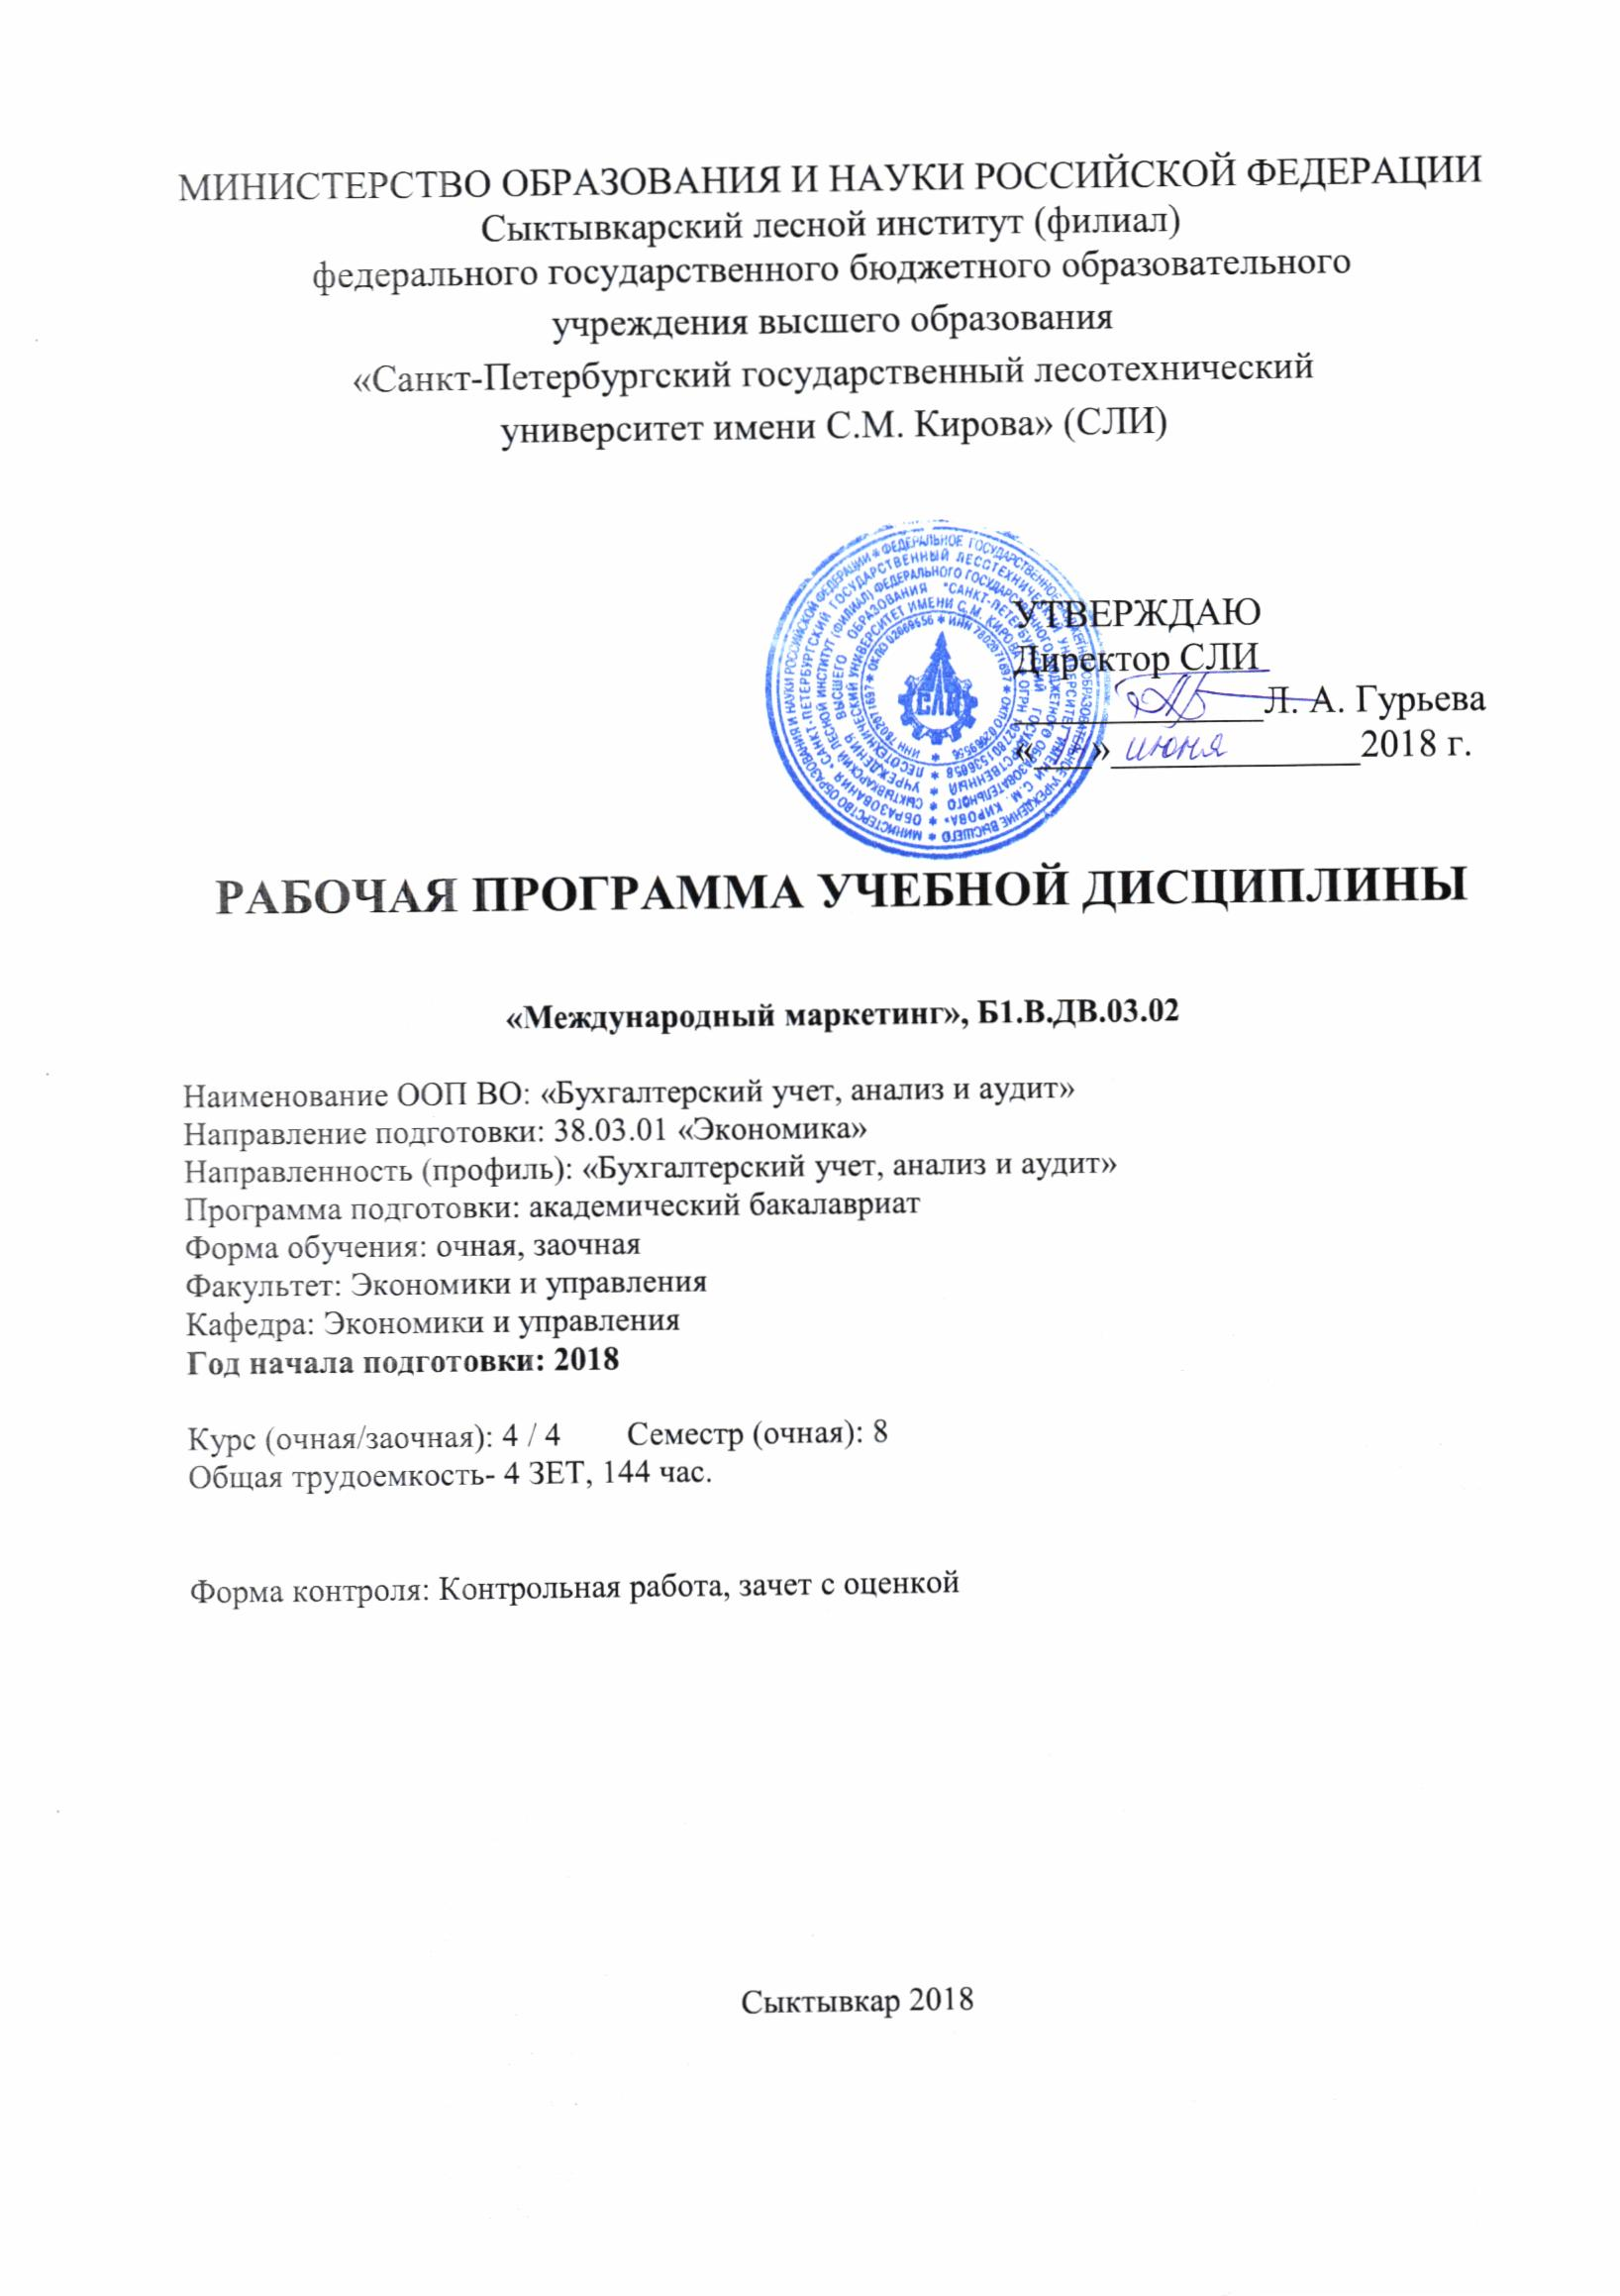 МИНИСТЕРСТВО ОБРАЗОВАНИЯ И НАУКИ РОССИЙСКОЙ ФЕДЕРАЦИИ
Сыктывкарский лесной институт (филиал)
федерального государственного бюджетного образовательного
учреждения высшего образования
«Санкт-Петербургский государственный лесотехнический
университет имени С.М. Кирова» (СЛИ)
УТВЕРЖДАЮ
Директор СЛИ
Л. А. Гурьева
« » июня 2018 г.
СЛИ
РАБОЧАЯ ПРОГРАММА УЧЕБНОЙ ДИСЦИПЛИНЫ
«Международный маркетинг», Б1.В.ДВ.03.02
Наименование ООП ВО: «Бухгалтерский учет, анализ и аудит»
Направление подготовки: 38.03.01 «Экономика»
Направленность (профиль): «Бухгалтерский учет, анализ и аудит»
Программа подготовки: академический бакалавриат
Форма обучения: очная, заочная
Факультет: Экономики и управления
Кафедра: Экономики и управления
Год начала подготовки: 2018
Курс (очная/заочная): 4 / 4 Семестр (очная): 8
Общая трудоемкость- 4 ЗЕТ, 144 час.
Форма контроля: Контрольная работа, зачет с оценкой
Сыктывкар 2018